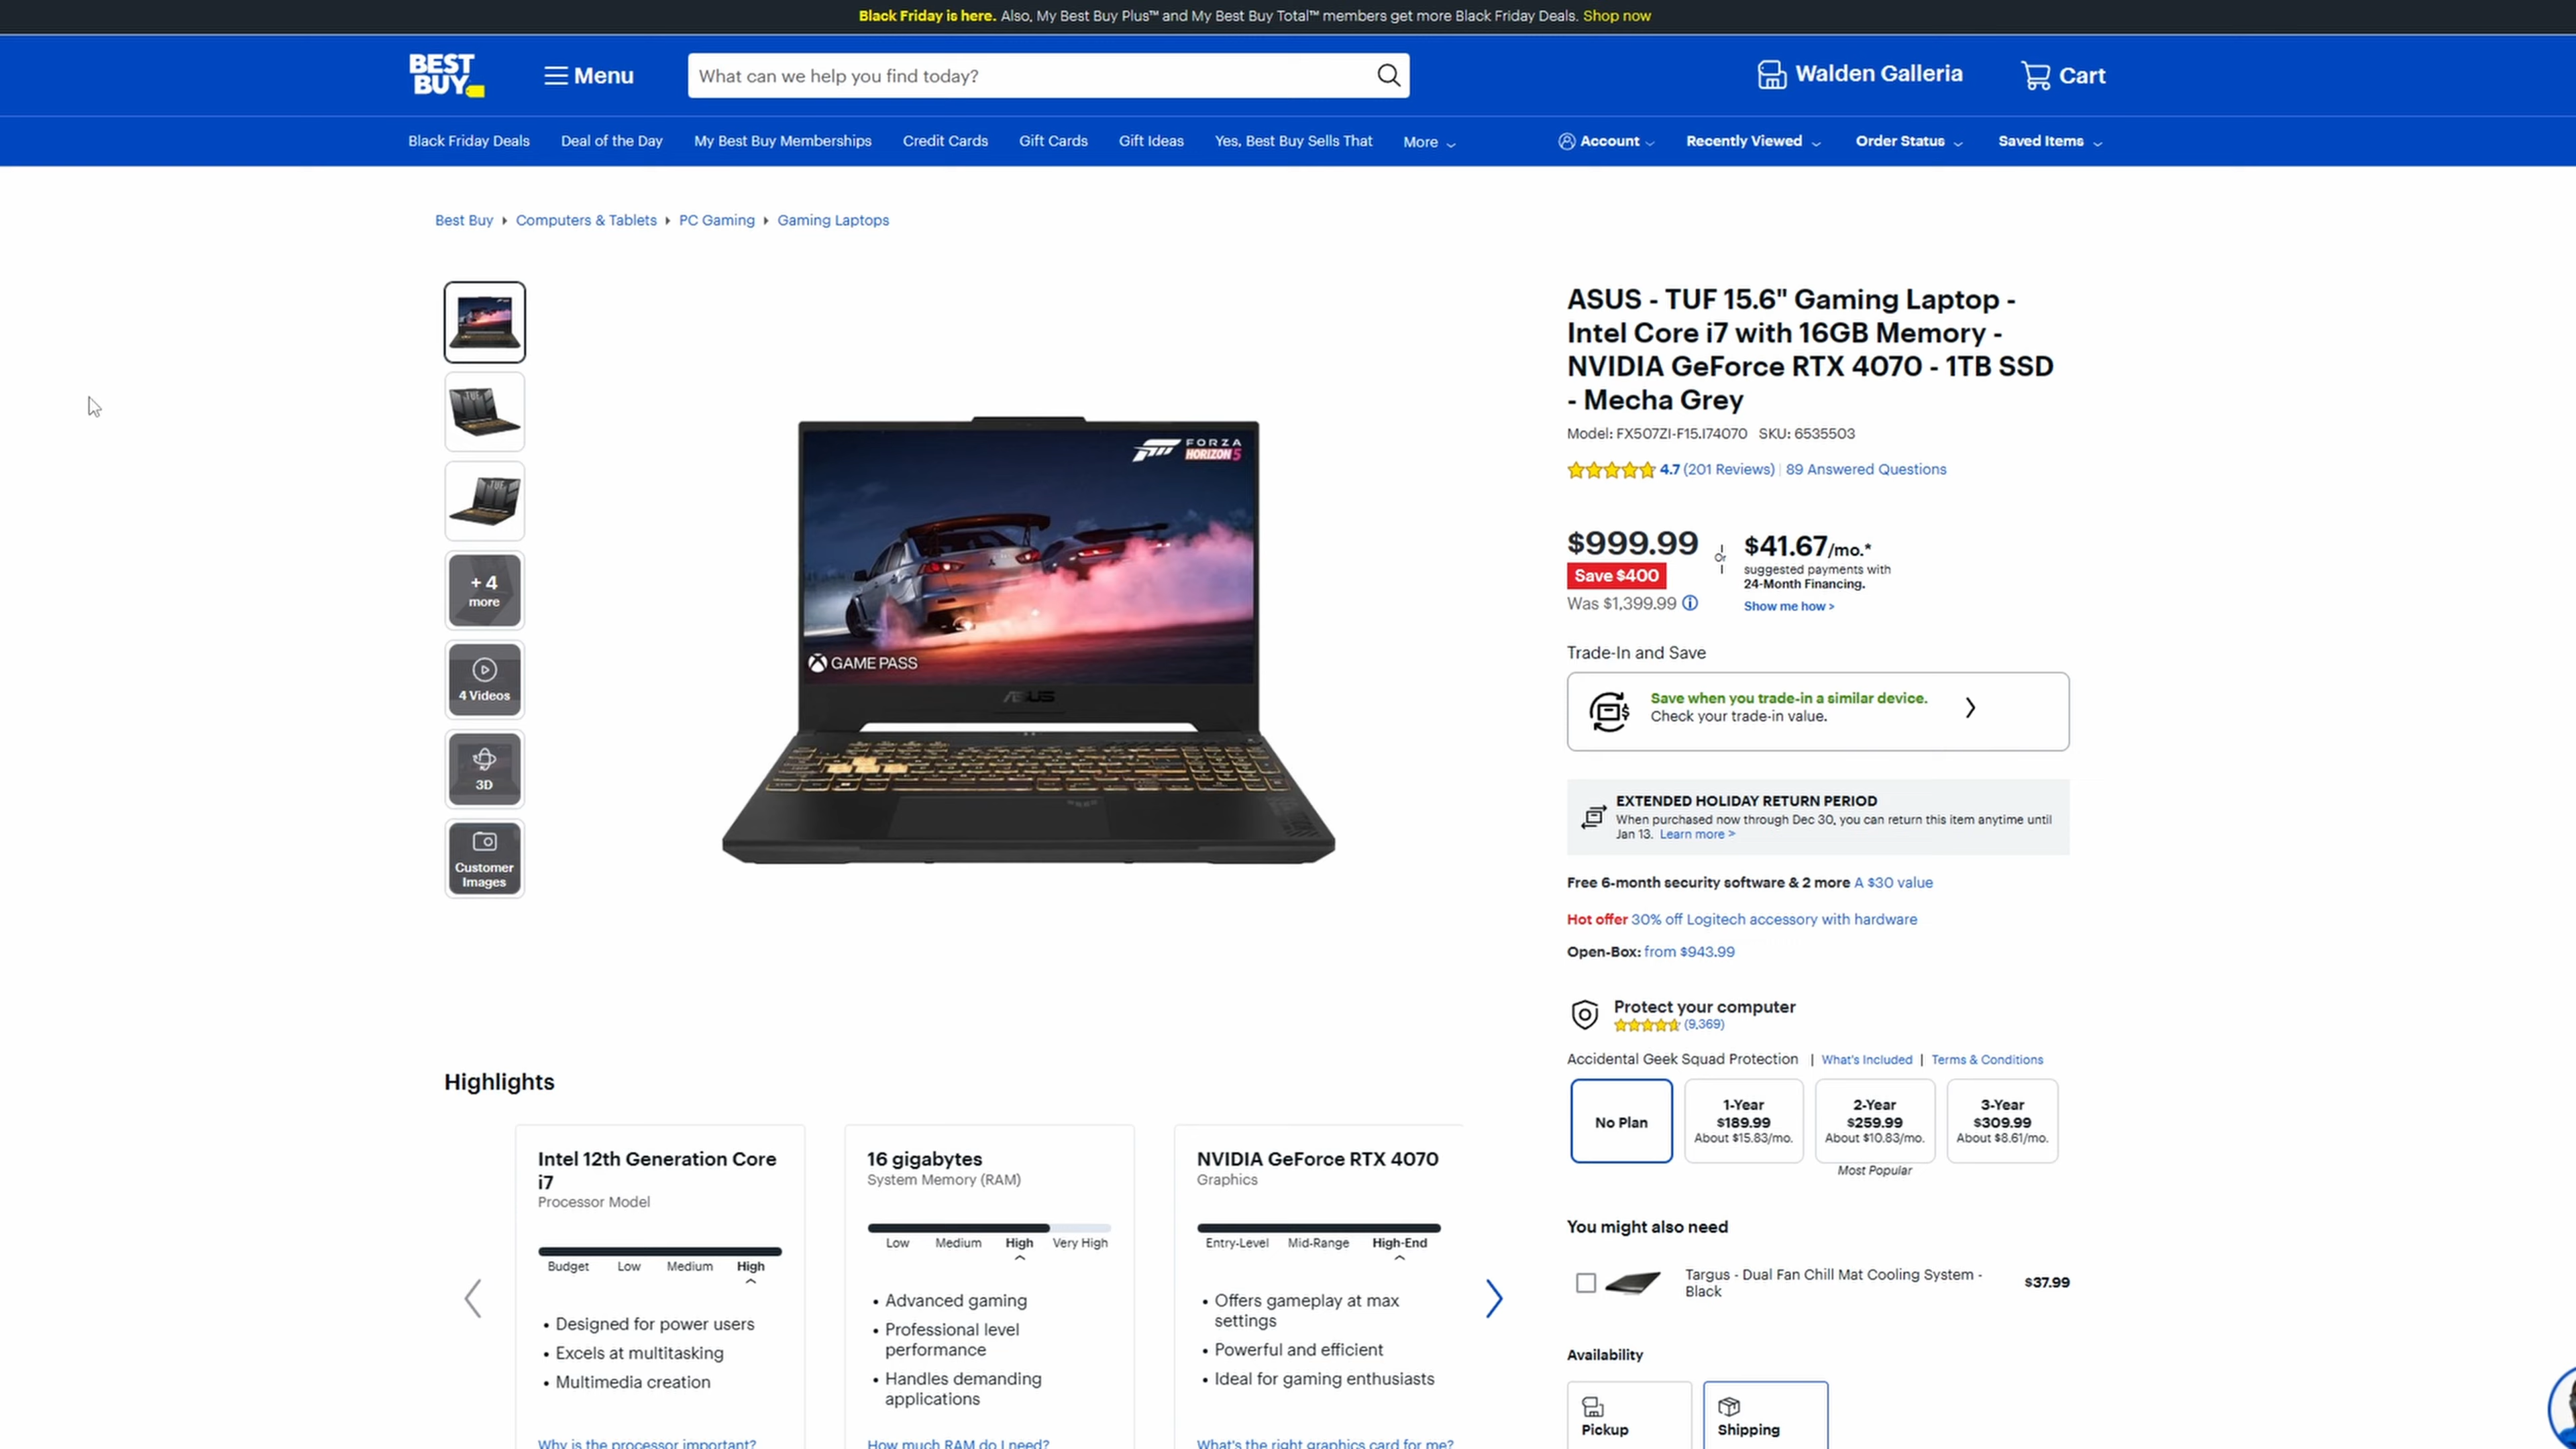 Black Friday is here. Also, My Best Buy Plus™ and My Best Buy Total™ members get more Black Friday Deals. Shop now
BEST
BUY
Menu
What can we help you find today?
Walden Galleria
Cart
Black Friday Deals
Deal of the Day
My Best Buy Memberships
Credit Cards
Gift Cards
Gift Ideas
Yes, Best Buy Sells That
More
Account
Recently Viewed
Order Status
Saved Items
Best Buy
Computers & Tablets
PC Gaming
Gaming Laptops
+ 4
more
4 Videos
3D
Customer
Images
FORZA
HORIZON 5
GAME PASS
ASUS
ASUS - TUF 15.6" Gaming Laptop -
Intel Core i7 with 16GB Memory -
NVIDIA GeForce RTX 4070 - 1TB SSD
- Mecha Grey
Model: FX507ZI-F15.I74070 SKU: 6535503
4.7 (201 Reviews) | 89 Answered Questions
$999.99
Save $400
Was $1,399.99
Or
$41.67/mo.*
suggested payments with
24-Month Financing.
Show me how >
Trade-In and Save
Save when you trade-in a similar device.
Check your trade-in value.
EXTENDED HOLIDAY RETURN PERIOD
When purchased now through Dec 30, you can return this item anytime until
Jan 13. Learn more >
Free 6-month security software & 2 more A $30 value
Hot offer 30% off Logitech accessory with hardware
Open-Box: from $943.99
Protect your computer
(9,369)
Accidental Geek Squad Protection | What's Included | Terms & Conditions
No Plan
1-Year
$189.99
About $15.83/mo.
2-Year
$259.99
About $10.83/mo.
Most Popular
3-Year
$309.99
About $8.61/mo.
You might also need
Targus - Dual Fan Chill Mat Cooling System -
Black
$37.99
Availability
Pickup
Shipping
Highlights
Intel 12th Generation Core
i7
Processor Model
Budget Low Medium High
• Designed for power users
• Excels at multitasking
• Multimedia creation
Why is the processor important?
16 gigabytes
System Memory (RAM)
Low Medium High Very High
• Advanced gaming
• Professional level
performance
• Handles demanding
applications
How much RAM do I need?
NVIDIA GeForce RTX 4070
Graphics
Entry-Level Mid-Range High-End
• Offers gameplay at max
settings
• Powerful and efficient
• Ideal for gaming enthusiasts
What's the right graphics card for me?